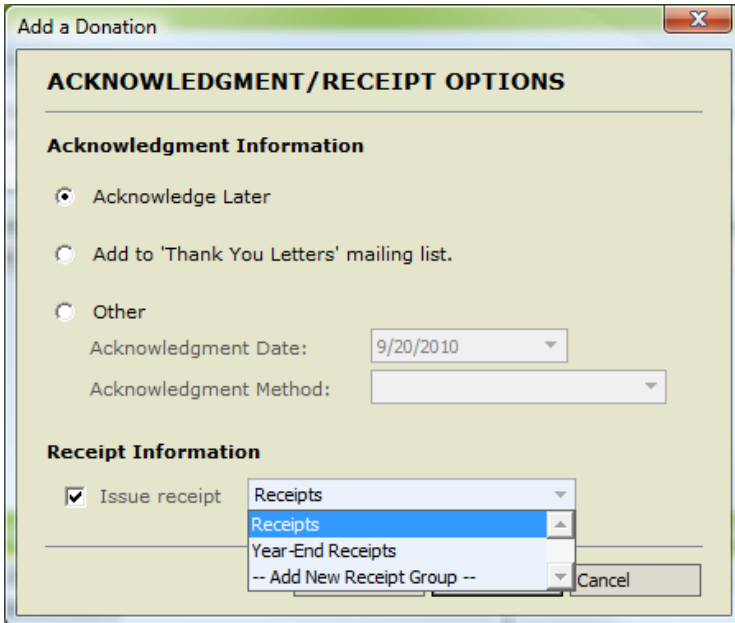 Add a Donation
ACKNOWLEDGMENT/RECEIPT OPTIONS
Acknowledgment Information
Acknowledge Later
Add to 'Thank You Letters' mailing list.
Other
Acknowledgment Date: 9/20/2010
Acknowledgment Method:
Receipt Information
Issue receipt Receipts
Receipts
Year-End Receipts
-- Add New Receipt Group --
Cancel